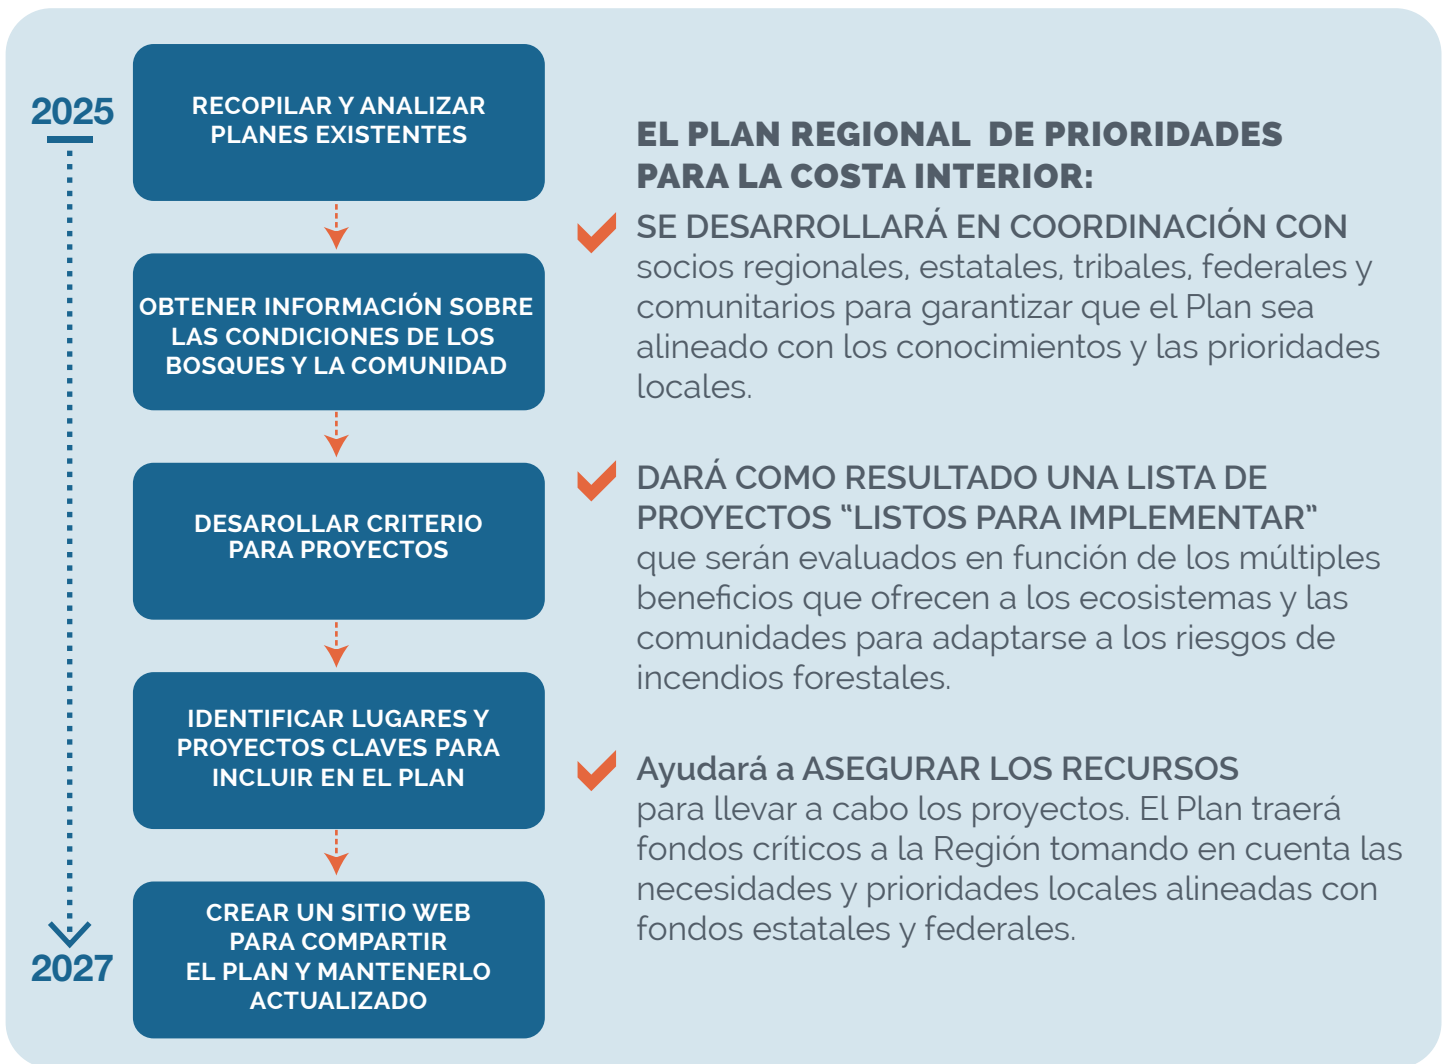 2025
RECOPILAR Y ANALIZAR
PLANES EXISTENTES
OBTENER INFORMACIÓN SOBRE
LAS CONDICIONES DE LOS
BOSQUES Y LA COMUNIDAD
DESAROLLAR CRITERIO
PARA PROYECTOS
IDENTIFICAR LUGARES Y
PROYECTOS CLAVES PARA
INCLUIR EN EL PLAN
CREAR UN SITIO WEB
PARA COMPARTIR
EL PLAN Y MANTENERLO
ACTUALIZADO
2027
EL PLAN REGIONAL DE PRIORIDADES
PARA LA COSTA INTERIOR:
SE DESARROLLARÁ EN COORDINACIÓN CON
socios regionales, estatales, tribales, federales y
comunitarios para garantizar que el Plan sea
alineado con los conocimientos y las prioridades
locales.
DARÁ COMO RESULTADO UNA LISTA DE
PROYECTOS “LISTOS PARA IMPLEMENTAR”
que serán evaluados en función de los múltiples
beneficios que ofrecen a los ecosistemas y las
comunidades para adaptarse a los riesgos de
incendios forestales.
Ayudará a ASEGURAR LOS RECURSOS
para llevar a cabo los proyectos. El Plan traerá
fondos críticos a la Región tomando en cuenta las
necesidades y prioridades locales alineadas con
fondos estatales y federales.